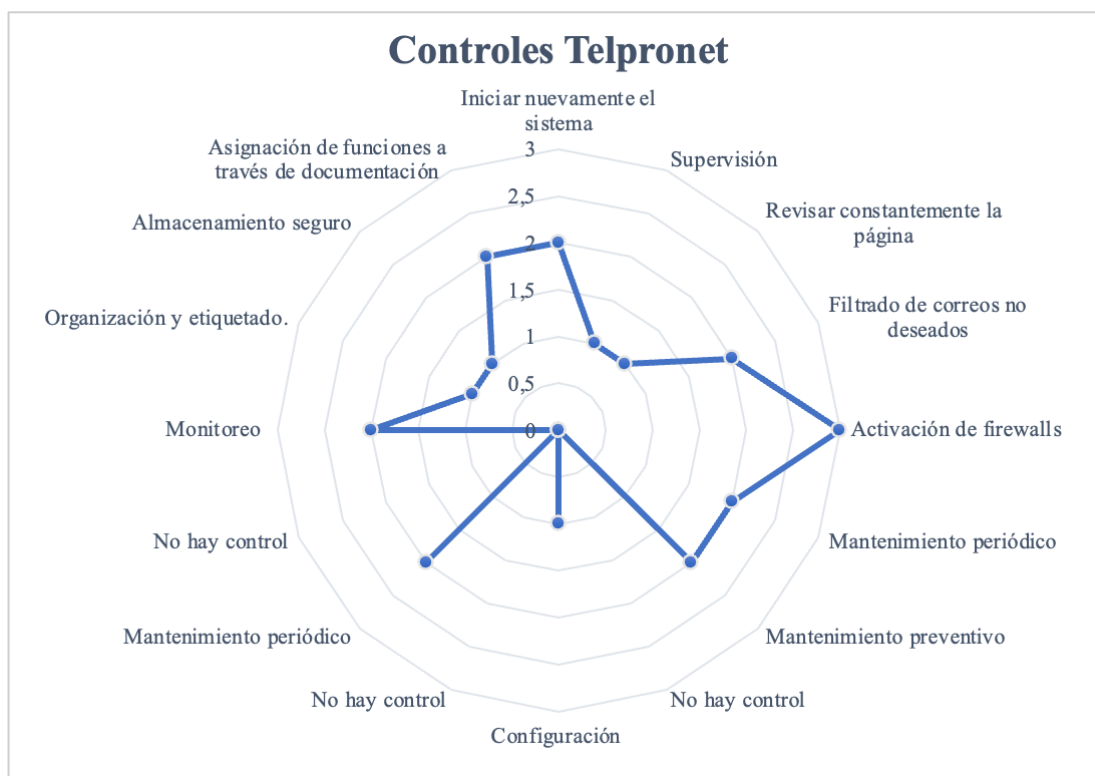 Controles Telpronet
Iniciar nuevamente el
sistema
Supervisión
Revisar constantemente la
página
Filtrado de correos no
deseados
Activación de firewalls
Mantenimiento periódico
Mantenimiento preventivo
No hay control
Configuración
No hay control
Mantenimiento periódico
No hay control
Monitoreo
Organización y etiquetado.
Almacenamiento seguro
Asignación de funciones a
través de documentación
3
2,5
2
1,5
1
0,5
0